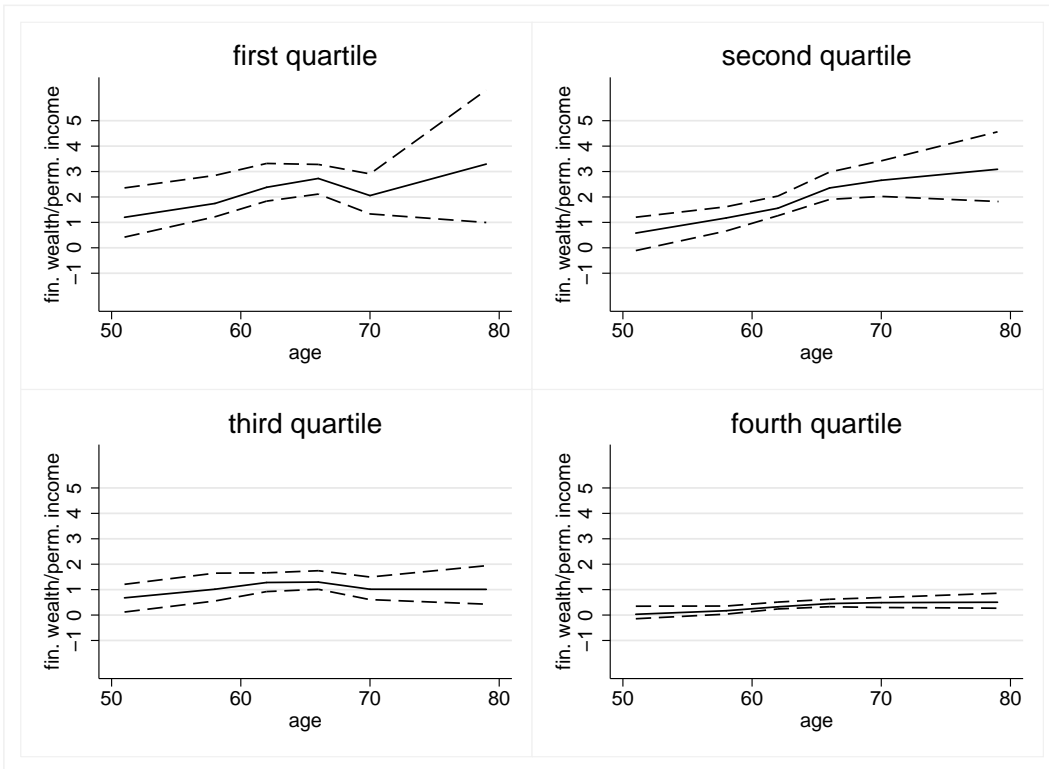 first quartile
fin. wealth/perm. income
−1 0 1 2 3 4 5
50 60 70 80
age
second quartile
fin. wealth/perm. income
−1 0 1 2 3 4 5
50 60 70 80
age
third quartile
fin. wealth/perm. income
−1 0 1 2 3 4 5
50 60 70 80
age
fourth quartile
fin. wealth/perm. income
−1 0 1 2 3 4 5
50 60 70 80
age